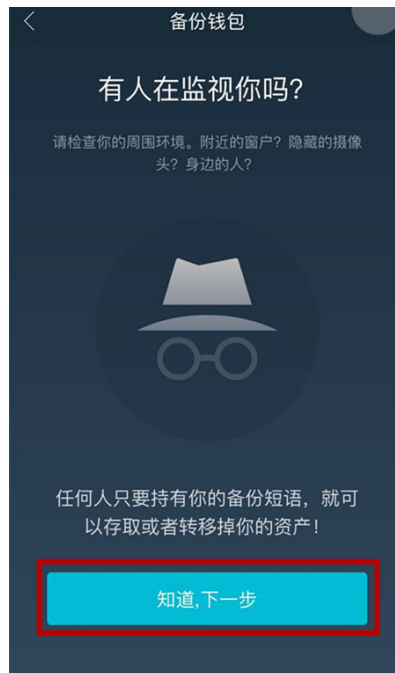 备份钱包
有人在监视你吗?
请检查你的周围环境。附近的窗户? 隐藏的摄像
头? 身边的人?
任何人只要持有你的备份短语，就可
以存取或者转移掉你的资产！
知道,下一步